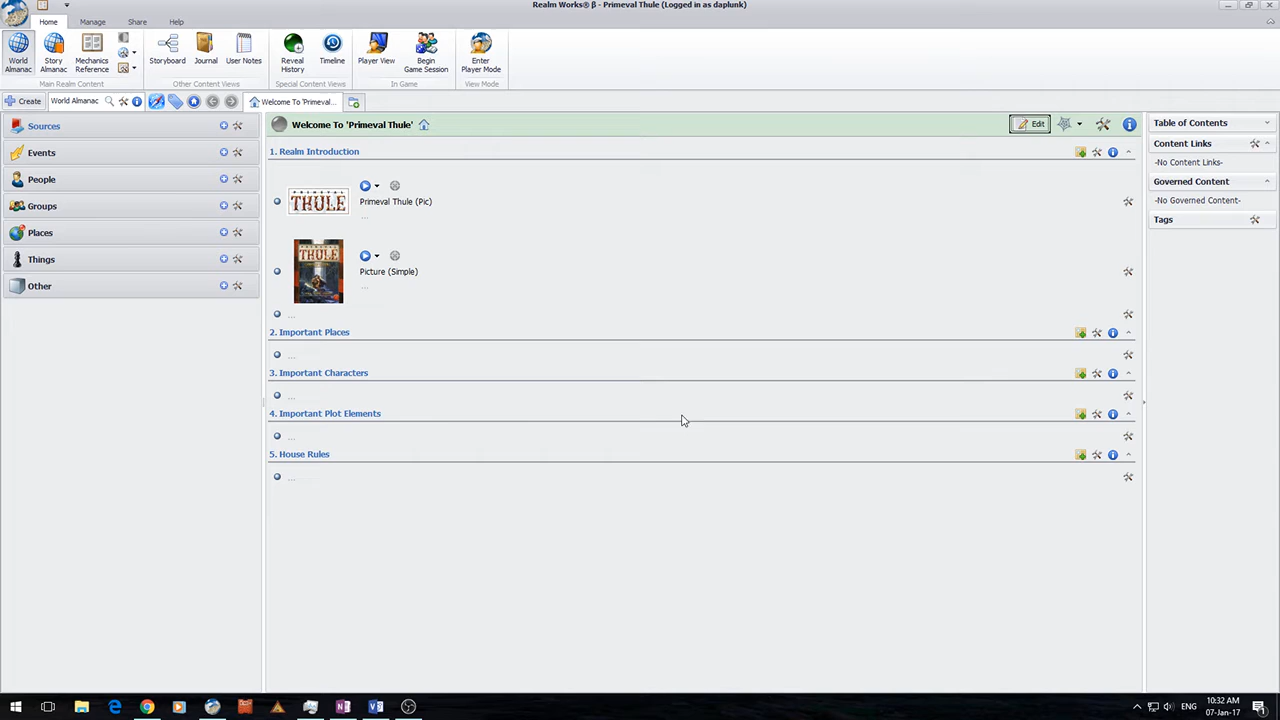 Realm Works® β - Primeval Thule (Logged in as daplunk)
Home Manage Share Help
World Almanac
Story Almanac
Mechanics Reference
Storyboard
Journal
User Notes
Reveal History
Timeline
Player View
Begin Game Session
Enter Player Mode
Main Realm Content
Other Content Views
Special Content Views
In Game
View Mode
Create
World Almanac
Welcome To 'Primeval...
Sources
Events
People
Groups
Places
Things
Other
Welcome To 'Primeval Thule'
Edit
1. Realm Introduction
PRIMEVAL
THULE
Primeval Thule (Pic)
...
PRIMEVAL
THULE
Picture (Simple)
...
...
2. Important Places
...
3. Important Characters
...
4. Important Plot Elements
...
5. House Rules
...
Table of Contents
Content Links
-No Content Links-
Governed Content
-No Governed Content-
Tags
ENG
10:32 AM
07-Jan-17